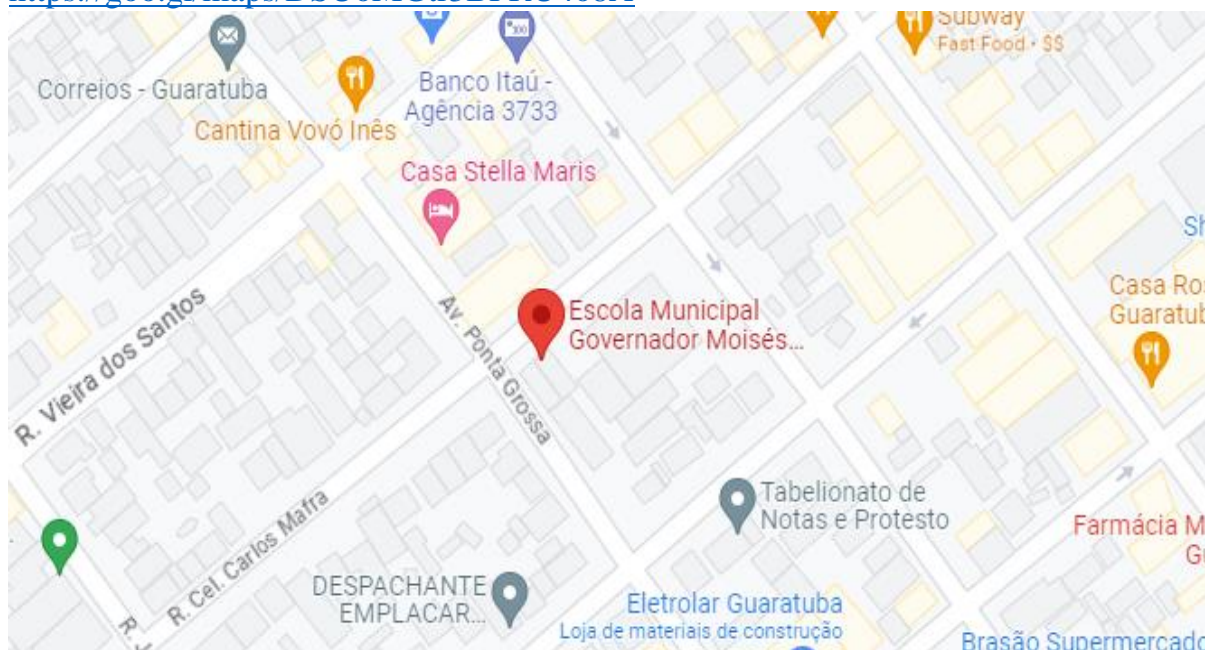 Subway
Fast Food · $$
Correios - Guaratuba
Banco Itaú -
Agência 3733
Cantina Vovó Inês
Casa Stella Maris
Escola Municipal
Governador Moisés...
Casa
Av. Ponta Grossa
R. Vieira dos Santos
R. Cel. Carlos Mafra
Tabelionato de
Notas e Protesto
Farmácia
DESPACHANTE
EMPLACAR...
Eletrolar Guaratuba
Loja de materiais de construção
Brasão Supermercado
R.